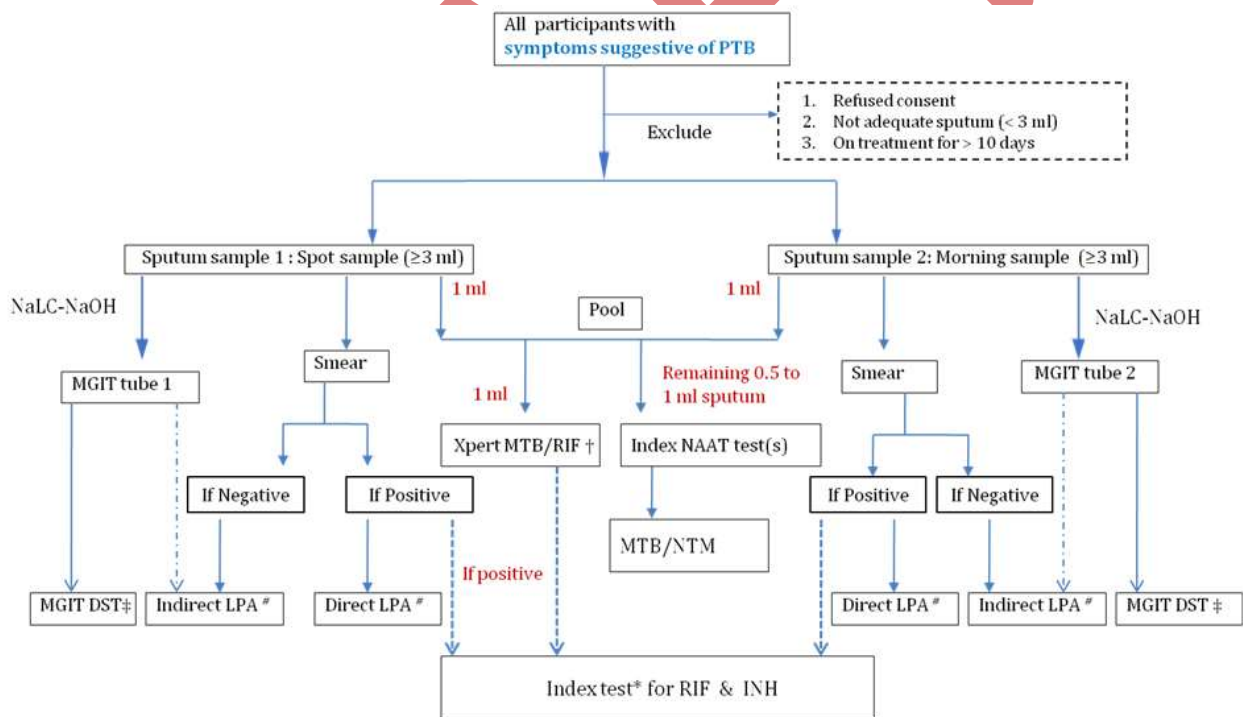 All participants with
symptoms suggestive of PTB
1. Refused consent
2. Not adequate sputum (< 3 ml)
3. On treatment for > 10 days
Exclude
Sputum sample 1 : Spot sample (≥3 ml)
Sputum sample 2: Morning sample (≥3 ml)
NaLC-NaOH
1 ml
1 ml
NaLC-NaOH
Pool
Smear
Smear
MGIT tube 1
Remaining 0.5 to
1 ml sputum
MGIT tube 2
1 ml
Xpert MTB/RIF †
Index NAAT test(s)
If Negative
If Positive
If Positive
If Negative
MTB/NTM
If positive
MGIT DST‡
Indirect LPA #
Direct LPA #
Direct LPA #
Indirect LPA #
MGIT DST ‡
Index test* for RIF & INH